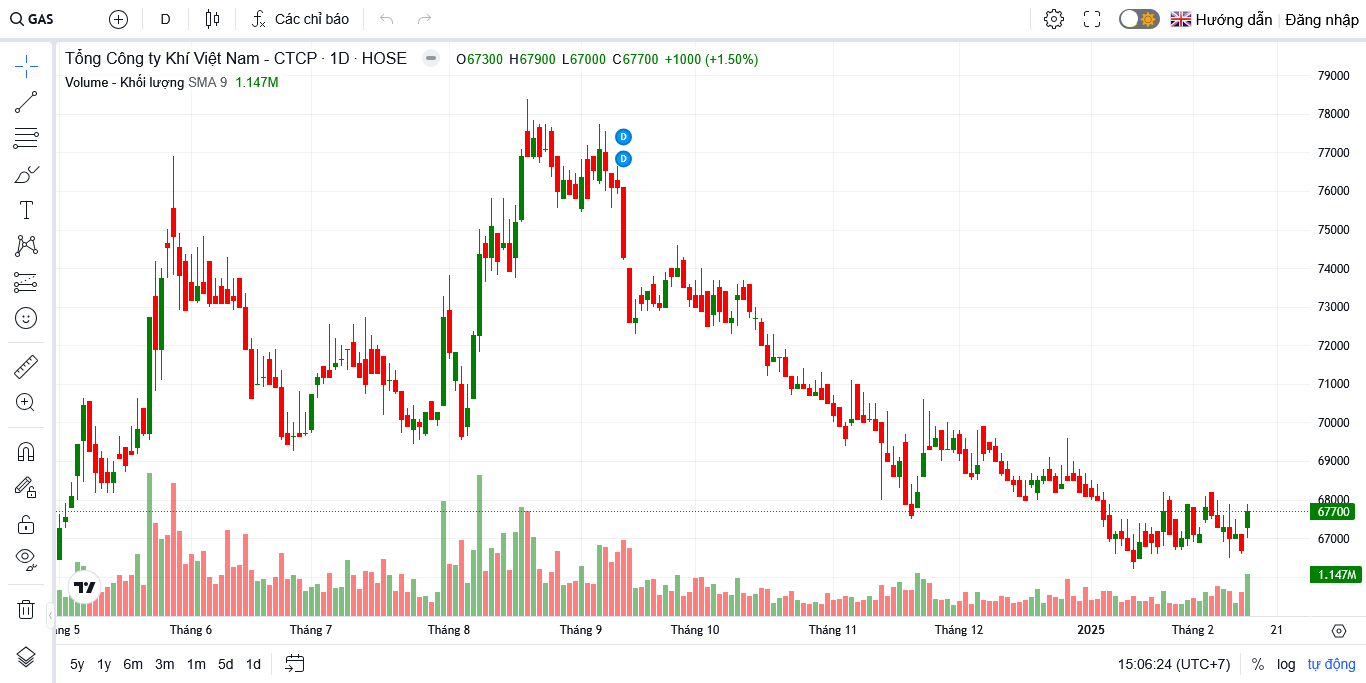 GAS D Các chỉ báo Hướng dẫn Đăng nhập
Tổng Công ty Khí Việt Nam - CTCP · 1D · HOSE O67300 H67900 L67000 C67700 +1000 (+1.50%)
Volume - Khối lượng SMA 9 1.147M
79000
78000
D
77000
D
76000
75000
74000
73000
72000
71000
70000
69000
68000
67700
67000
1.147M
ng 5 Tháng 6 Tháng 7 Tháng 8 Tháng 9 Tháng 10 Tháng 11 Tháng 12 2025 Tháng 2 21
5y 1y 6m 3m 1m 5d 1d 15:06:24 (UTC+7) % log tự động